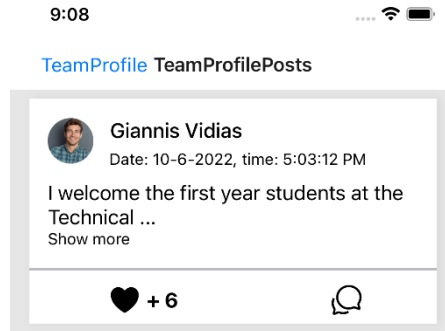 9:08
TeamProfile TeamProfilePosts
Giannis Vidias
Date: 10-6-2022, time: 5:03:12 PM
I welcome the first year students at the
Technical ...
Show more
+ 6